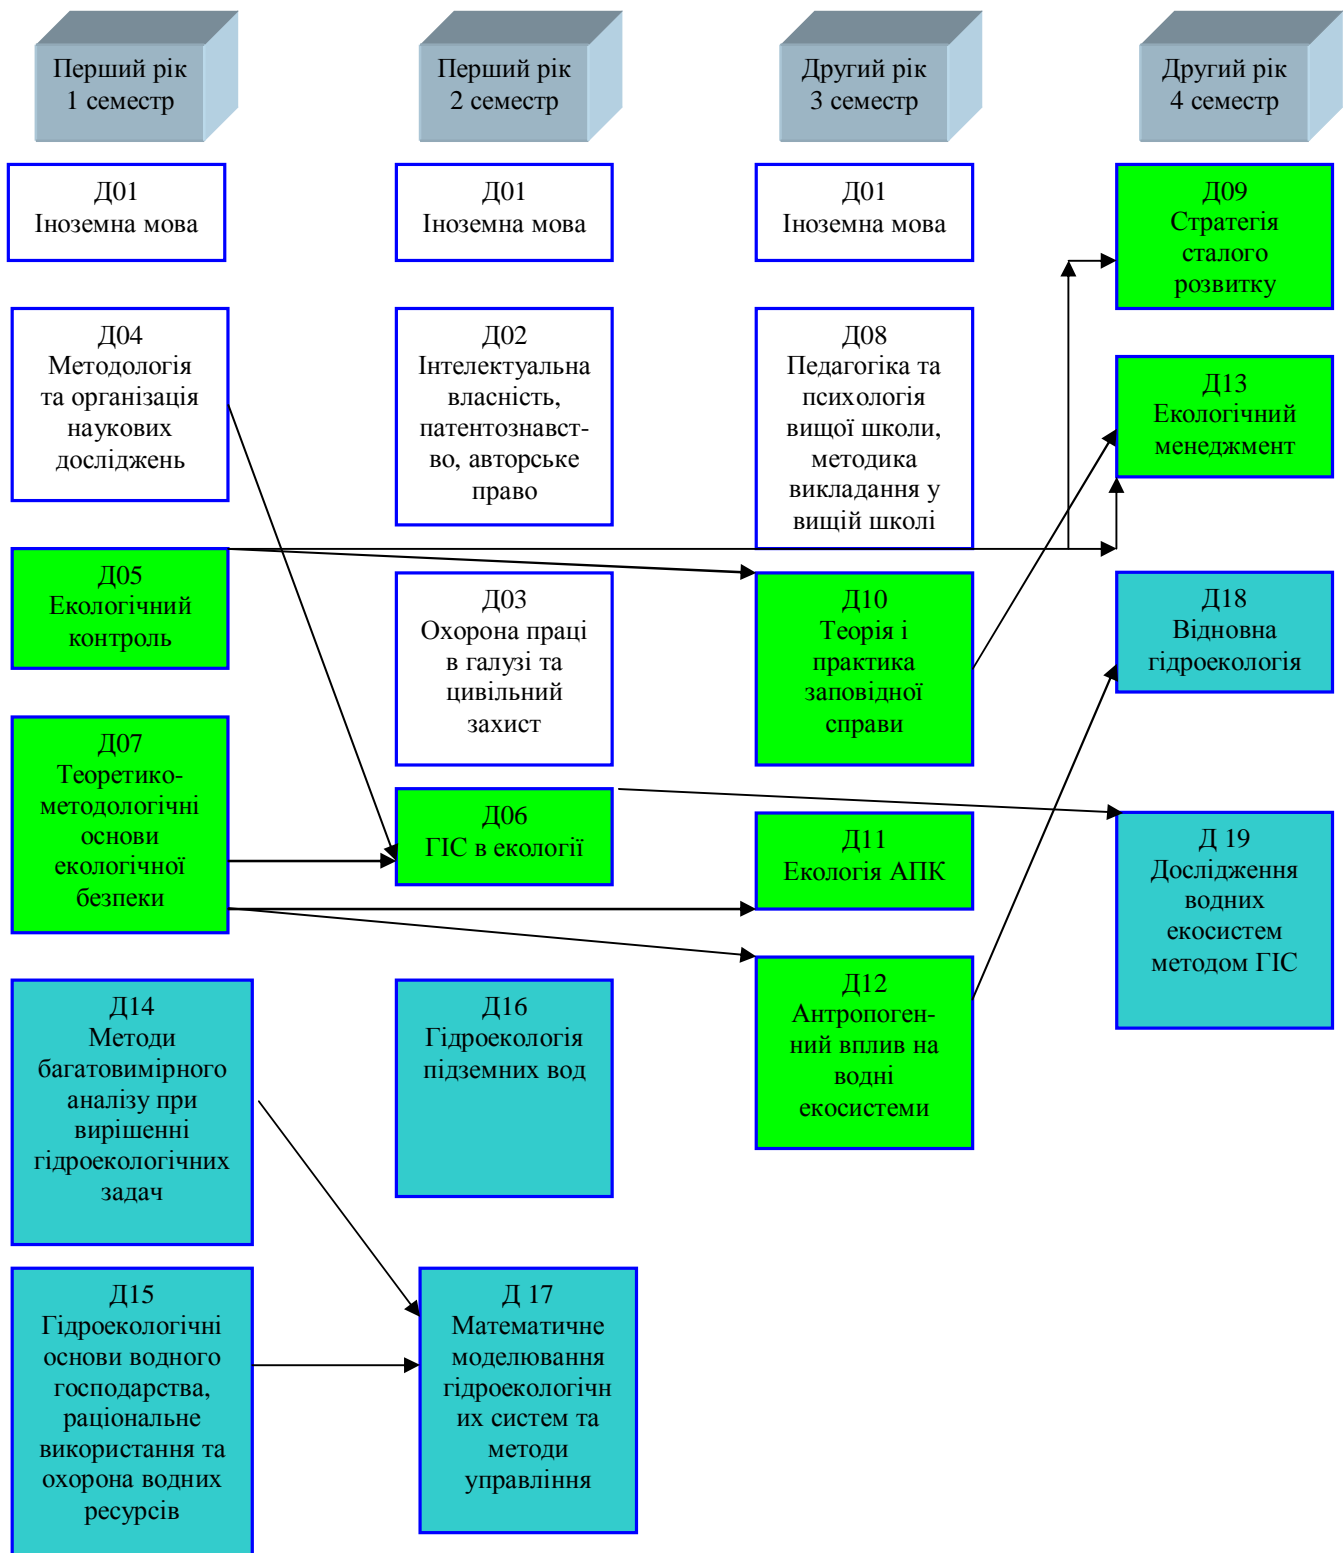 Перший рік
1 семестр
Перший рік
2 семестр
Другий рік
3 семестр
Другий рік
4 семестр
Д01
Іноземна мова
Д04
Методологія
та організація
наукових
досліджень
Д05
Екологічний
контроль
Д07
Теоретико-
методологічні
основи
екологічної
безпеки
Д14
Методи
багатовимірного
аналізу при
вирішенні
гідроекологічних
задач
Д15
Гідроекологічні
основи водного
господарства,
раціональне
використання та
охорона водних
ресурсів
Д01
Іноземна мова
Д02
Інтелектуальна
власність,
патентознавст-
во, авторське
право
Д03
Охорона праці
в галузі та
цивільний
захист
Д06
ГІС в екології
Д16
Гідроекологія
підземних вод
Д 17
Математичне
моделювання
гідроекологічн
их систем та
методи
управління
Д01
Іноземна мова
Д08
Педагогіка та
психологія
вищої школи,
методика
викладання у
вищій школі
Д10
Теорія і
практика
заповідної
справи
Д11
Екологія АПК
Д12
Антропоген-
ний вплив на
водні
екосистеми
Д09
Стратегія
сталого
розвитку
Д13
Екологічний
менеджмент
Д18
Відновна
гідроекологія
Д 19
Дослідження
водних
екосистем
методом ГІС